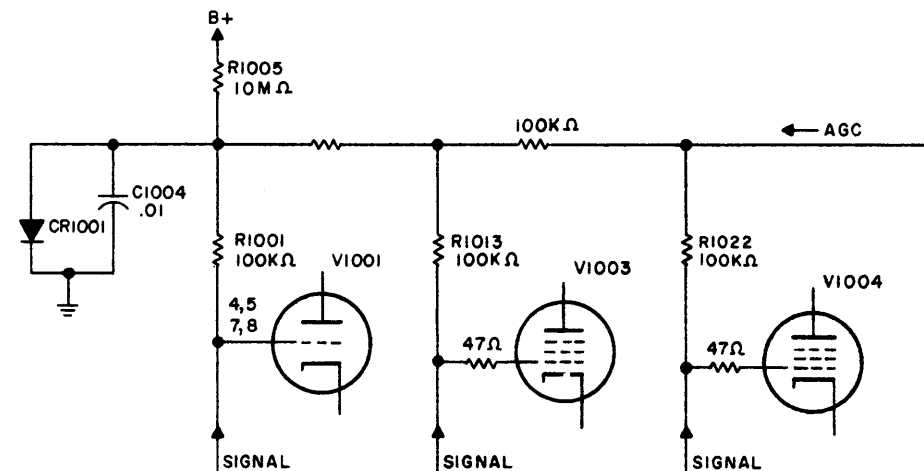 B+
R1005
10MΩ
100KΩ
AGC
C1004
.01
CR1001
R1001
100KΩ
V1001
R1013
100KΩ
V1003
R1022
100KΩ
V1004
4,5
7,8
47Ω
47Ω
SIGNAL
SIGNAL
SIGNAL